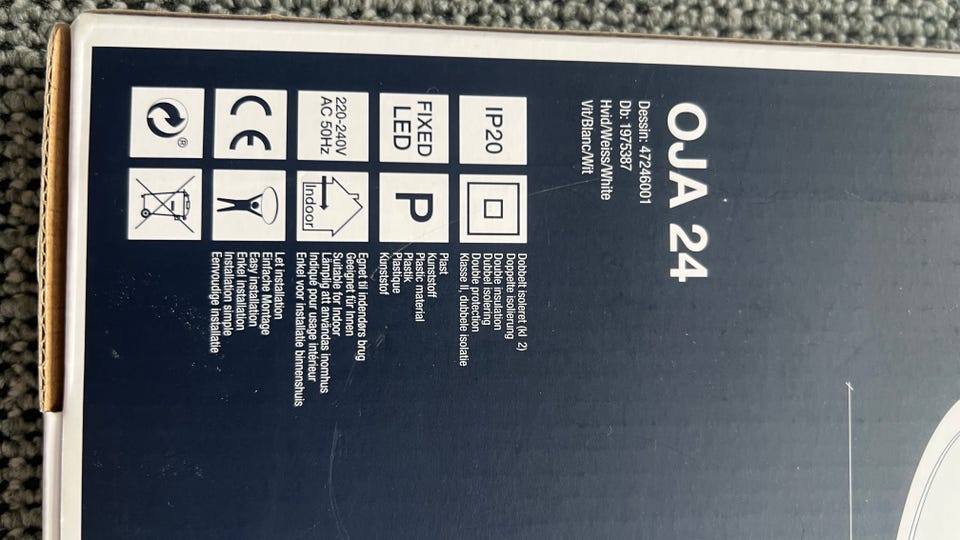 OJA 24
Dessin: 47246001
Db: 1975387
Hvid/Weiss/White
Vit/Blanc/Wit
IP20
Dobbelt isoleret (kl 2)
Doppelte isolierung
Double insulation
Dubbel isolering
Double protection
Klasse II, dubbele isolatie
FIXED
LED
P
Plast
Kunststoff
Plastic material
Plastik
Plastique
Kunststof
220-240V
AC 50Hz
Indoor
Egnet til indendørs brug
Geeignet für Innen
Suitable for Indoor
Lämplig att användas inomhus
Indiqué pour usage intérieur
Enkel voor installatie binnenshuis
CE
Let installation
Einfache Montage
Easy installation
Enkel installation
Installation simple
Eenvoudige installatie
®